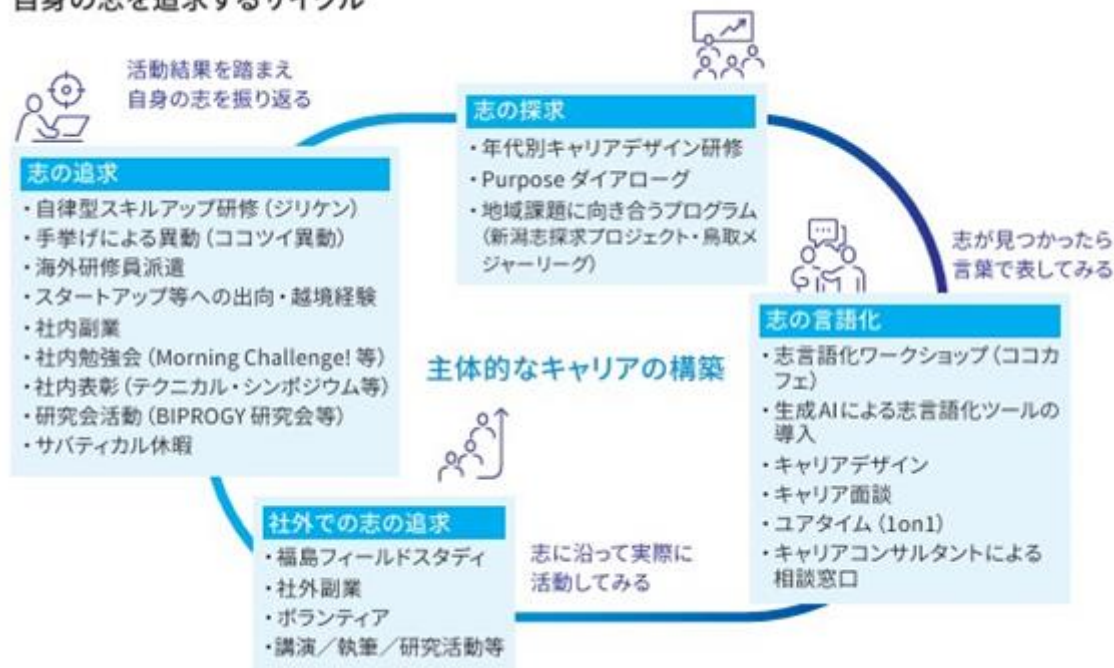 自身の志を追求するサイクル
活動結果を踏まえ
自身の志を振り返る
志の探求
・年代別キャリアデザイン研修
・Purpose ダイアローグ
・地域課題に向き合うプログラム
（新潟志探求プロジェクト・鳥取メ
ジャーリーグ）
志が見つかったら
言葉で表してみる
志の言語化
・志言語化ワークショップ（ココカ
フェ）
・生成AIによる志言語化ツールの
導入
・キャリアデザイン
・キャリア面談
・ユアタイム（1on1）
・キャリアコンサルタントによる
相談窓口
志に沿って実際に
活動してみる
社外での志の追求
・福島フィールドスタディ
・社外副業
・ボランティア
・講演／執筆／研究活動等
志の追求
・自律型スキルアップ研修（ジリケン）
・手挙げによる異動（ココツイ異動）
・海外研修員派遣
・スタートアップ等への出向・越境経験
・社内副業
・社内勉強会（Morning Challenge! 等）
・社内表彰（テクニカル・シンポジウム等）
・研究会活動（BIPROGY 研究会等）
・サバティカル休暇
主体的なキャリアの構築